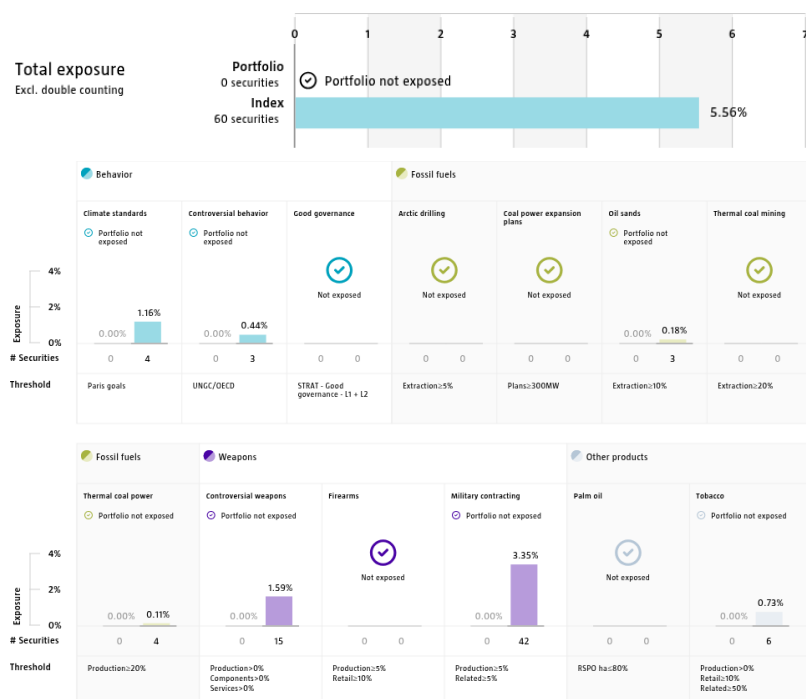 0 1 2 3 4 5 6 7
Total exposure
Excl. double counting
Portfolio
0 securities
Portfolio not exposed
Index
60 securities
5.56%
Behavior
Fossil fuels
Climate standards
Portfolio not
exposed
Controversial behavior
Portfolio not
exposed
Good governance
Not exposed
Arctic drilling
Not exposed
Coal power expansion
plans
Not exposed
Oil sands
Portfolio not
exposed
Thermal coal mining
Not exposed
Exposure
4%
2%
0%
0.00% 1.16%
0.00% 0.44%
0.00% 0.18%
# Securities 0 4 0 3 0 0 0 0 0 0 0 3 0 0
Threshold
Paris goals
UNGC/OECD
STRAT - Good
governance - L1 + L2
Extraction≥5%
Plans≥300MW
Extraction≥10%
Extraction≥20%
Fossil fuels
Weapons
Other products
Thermal coal power
Portfolio not exposed
Controversial weapons
Portfolio not exposed
Firearms
Not exposed
Military contracting
Portfolio not exposed
Palm oil
Not exposed
Tobacco
Portfolio not exposed
Exposure
4%
2%
0%
0.00% 0.11%
0.00% 1.59%
0.00% 3.35%
0.00% 0.73%
# Securities 0 4 0 15 0 0 0 42 0 0 0 6
Threshold
Production≥20%
Production>0%
Components>0%
Services>0%
Production≥5%
Retail≥10%
Production≥5%
Related≥5%
RSPO ha≤80%
Production>0%
Retail≥10%
Related≥50%